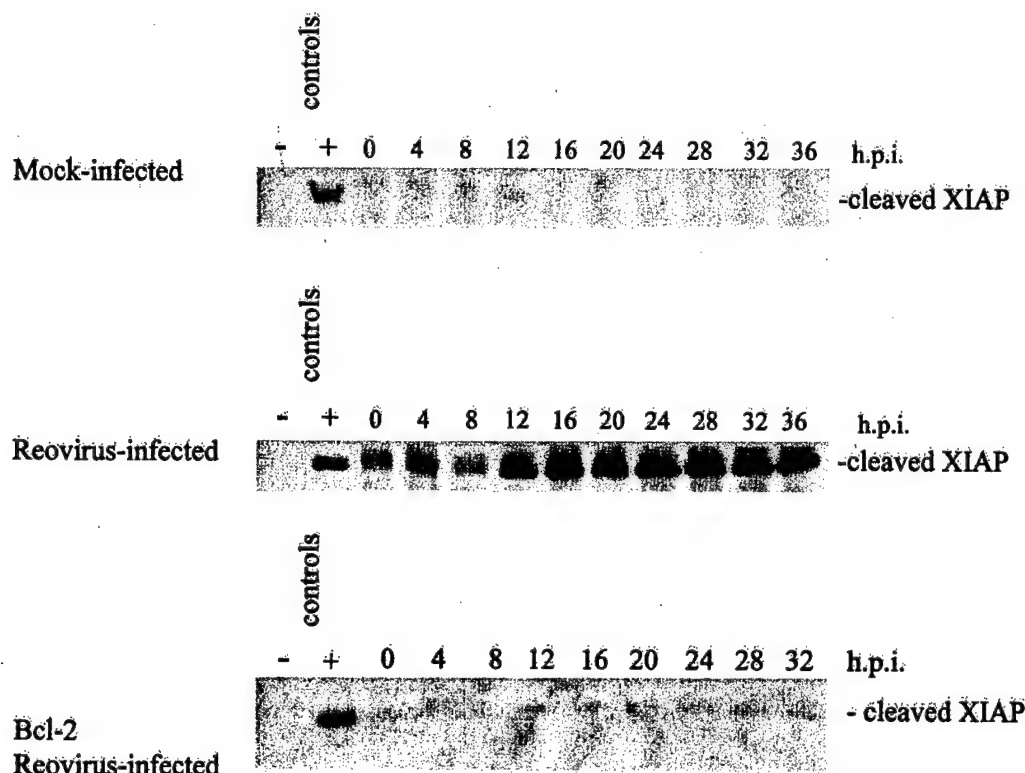 controls
- + 0 4 8 12 16 20 24 28 32 36 h.p.i.
Mock-infected
-cleaved XIAP
controls
- + 0 4 8 12 16 20 24 28 32 36 h.p.i.
Reovirus-infected
-cleaved XIAP
controls
- + 0 4 8 12 16 20 24 28 32 h.p.i.
- cleaved XIAP
Bcl-2
Reovirus-infected